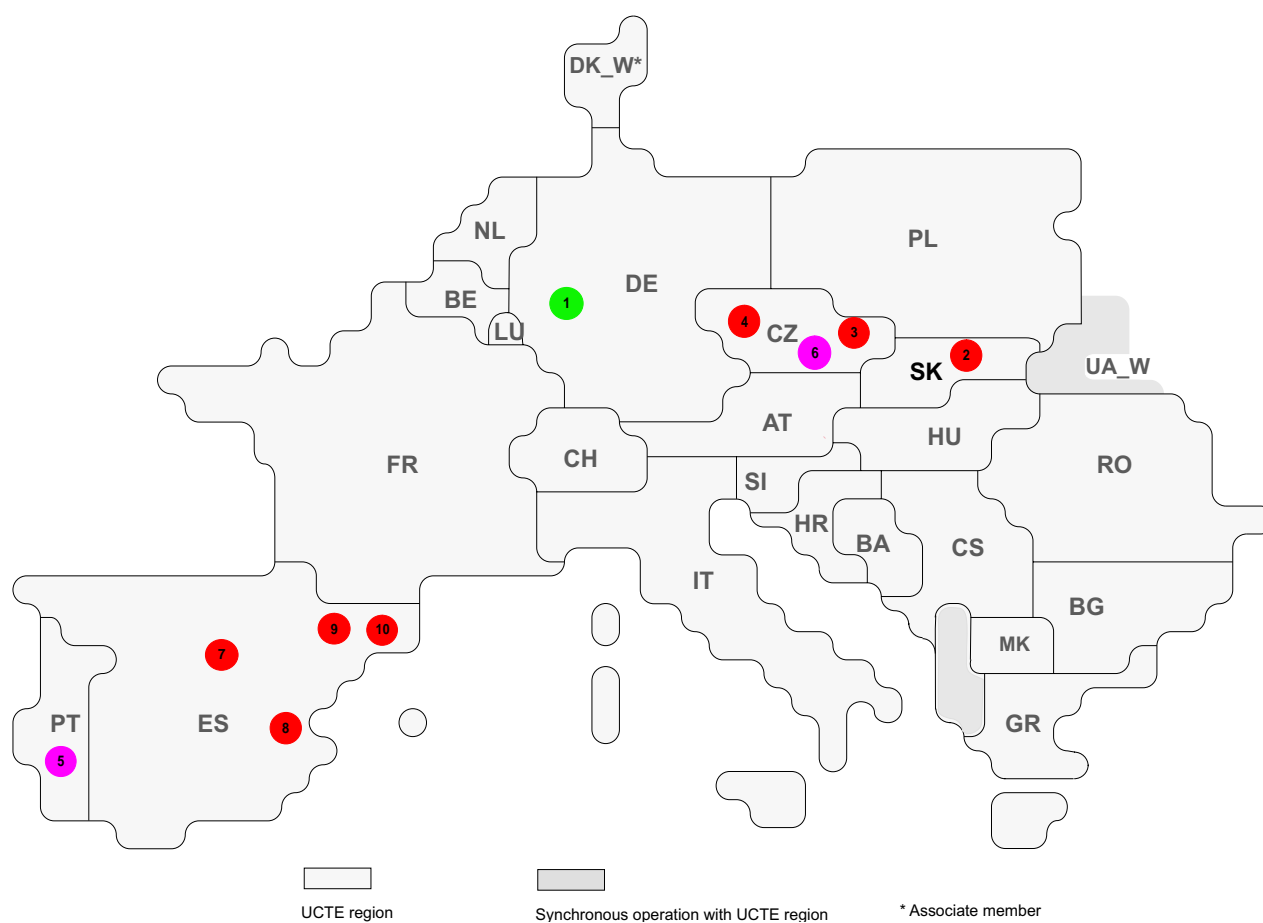 DK_W*
NL
PL
DE
BE
1
4
CZ
3
LU
6
2
SK
UA_W
AT
HU
FR
CH
RO
SI
HR
BA
CS
IT
BG
9
10
MK
7
PT
ES
8
GR
5
UCTE region
Synchronous operation with UCTE region
* Associate member